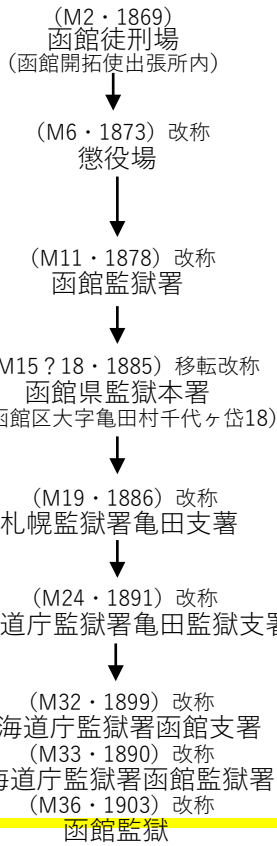 （M2・1869）
函館徒刑場
（函館開拓使出張所内）
（M6・1873）改称
懲役場
（M11・1878）改称
函館監獄署
M15？18・1885）移転改称
函館県監獄本署
函館区大字亀田村千代ヶ岱18）
（M19・1886）改称
札幌監獄署亀田支署
（M24・1891）改称
道庁監獄署亀田監獄支署
（M32・1899）改称
海道庁監獄署函館支署
（M33・1890）改称
海道庁監獄署函館監獄署
（M36・1903）改称
函館監獄